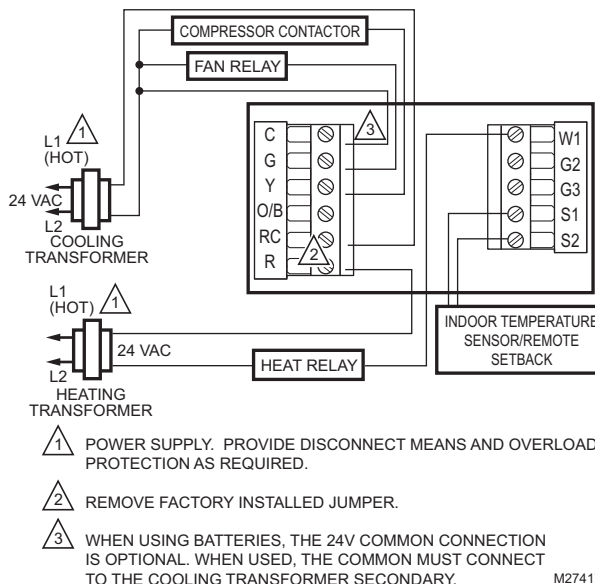 COMPRESSOR CONTACTOR
FAN RELAY
1
L1
(HOT)
24 VAC
L2
COOLING
TRANSFORMER
3
C
G
Y
O/B
RC
R
2
W1
G2
G3
S1
S2
L1
(HOT)
1
24 VAC
L2
HEATING
TRANSFORMER
HEAT RELAY
INDOOR TEMPERATURE
SENSOR/REMOTE
SETBACK
1 POWER SUPPLY. PROVIDE DISCONNECT MEANS AND OVERLOAD
PROTECTION AS REQUIRED.
2 REMOVE FACTORY INSTALLED JUMPER.
3 WHEN USING BATTERIES, THE 24V COMMON CONNECTION
IS OPTIONAL. WHEN USED, THE COMMON MUST CONNECT
TO THE COOLING TRANSFORMER SECONDARY.
M2741